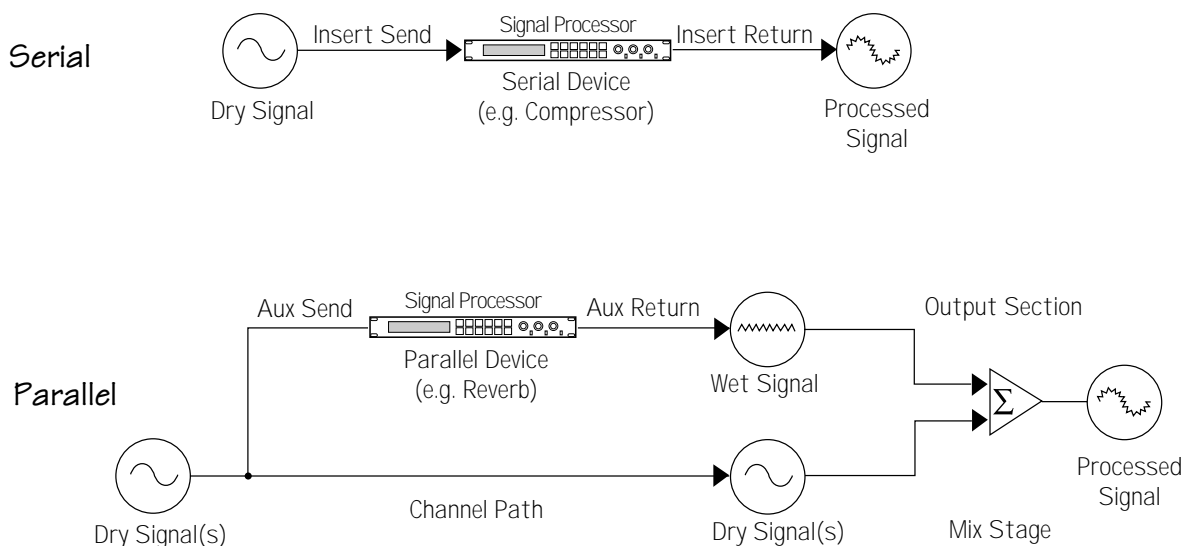 Serial
Insert Send
Signal Processor
Insert Return
Dry Signal
Serial Device
(e.g. Compressor)
Processed
Signal
Parallel
Aux Send
Signal Processor
Aux Return
Output Section
Parallel Device
(e.g. Reverb)
Wet Signal
Σ
Processed
Signal
Channel Path
Dry Signal(s)
Dry Signal(s)
Mix Stage